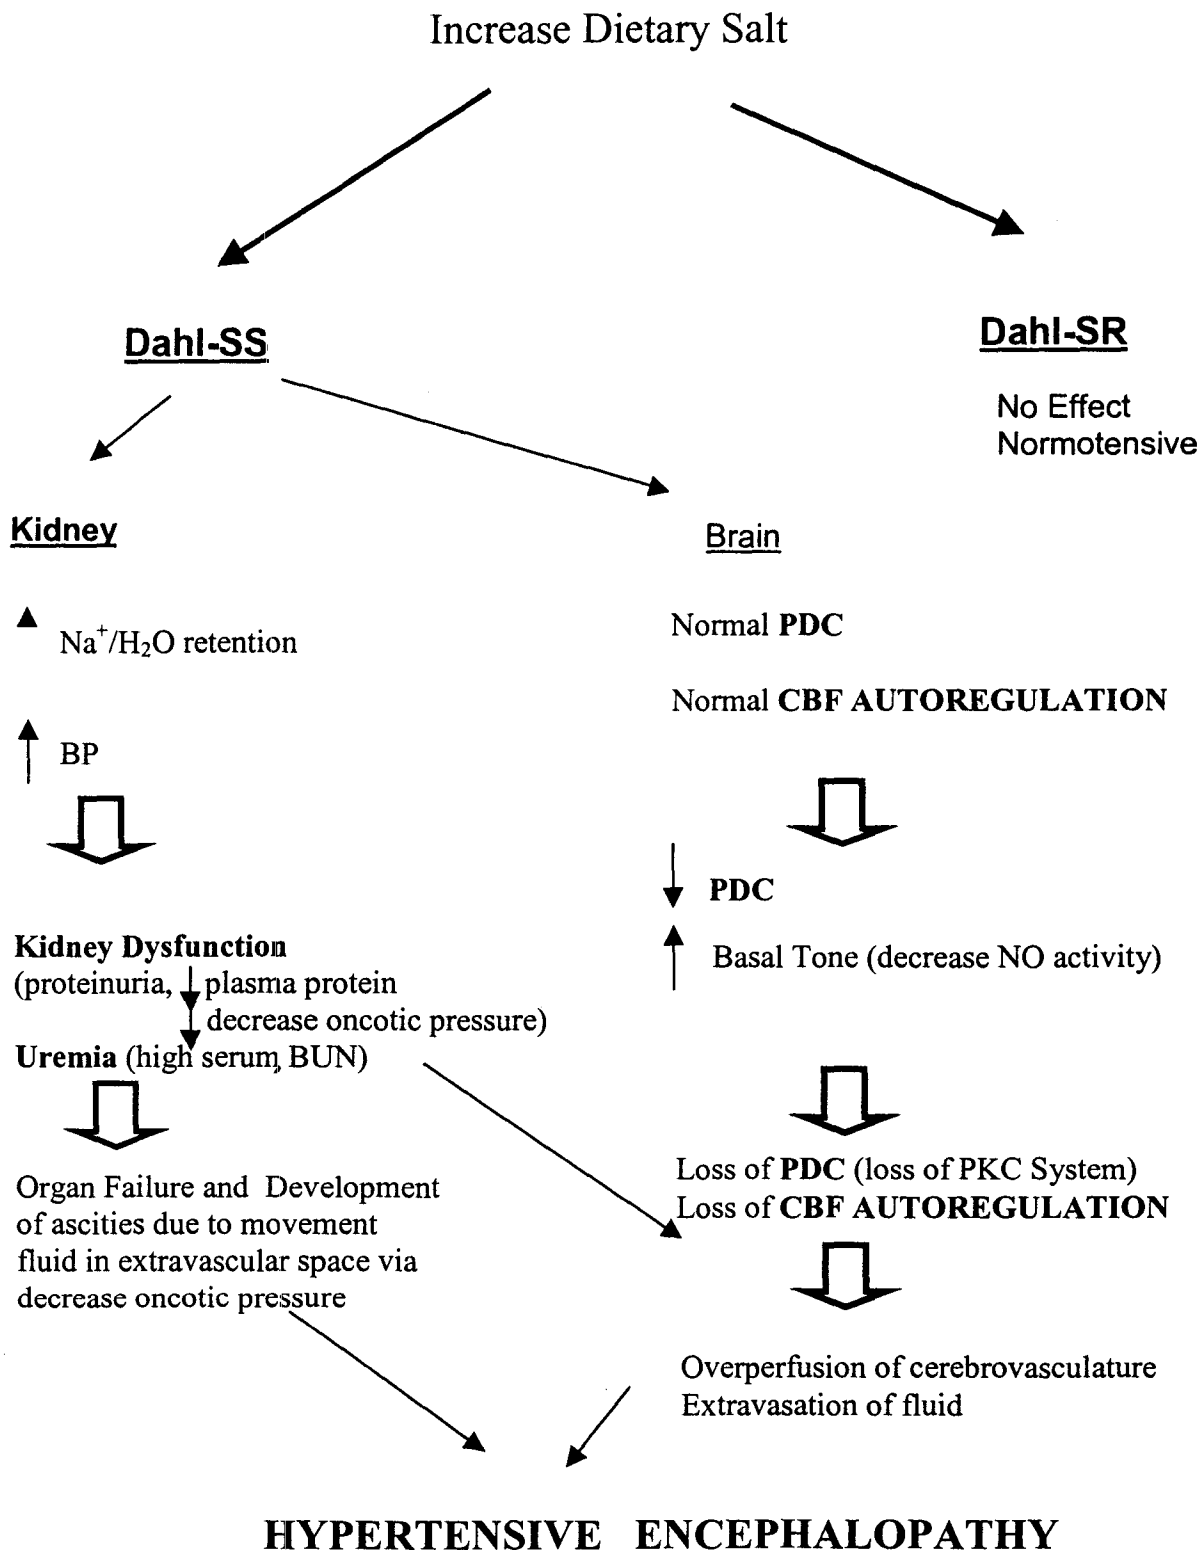 Increase Dietary Salt
Dahl-SS
Dahl-SR
No Effect
Normotensive
Kidney
Na⁺/H₂O retention
BP
Kidney Dysfunction
(proteinuria, plasma protein
decrease oncotic pressure)
Uremia (high serum, BUN)
Organ Failure and Development
of ascities due to movement
fluid in extravascular space via
decrease oncotic pressure
Brain
Normal PDC
Normal CBF AUTOREGULATION
PDC
Basal Tone (decrease NO activity)
Loss of PDC (loss of PKC System)
Loss of CBF AUTOREGULATION
Overperfusion of cerebrovasculature
Extravasation of fluid
HYPERTENSIVE ENCEPHALOPATHY